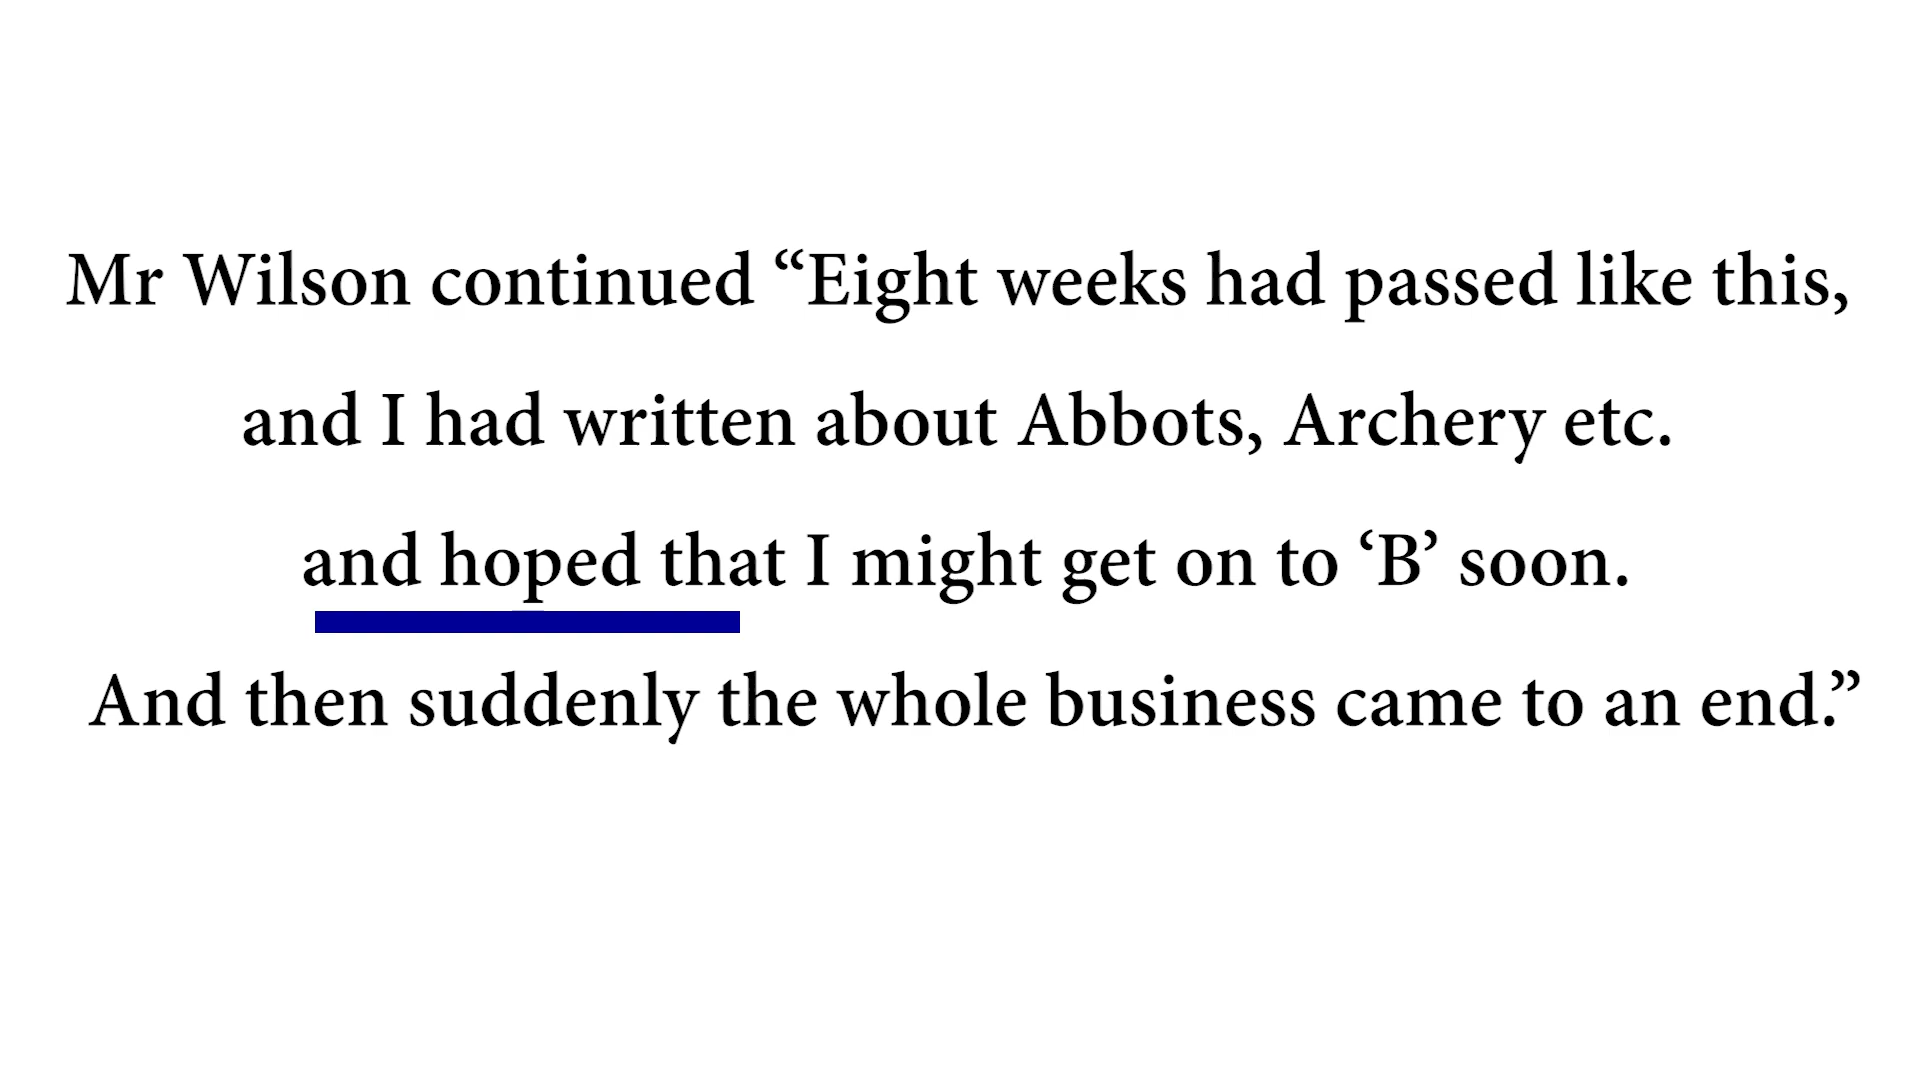 Mr Wilson continued “Eight weeks had passed like this,
and I had written about Abbots, Archery etc.
and hoped that I might get on to ‘B’ soon.
And then suddenly the whole business came to an end.”